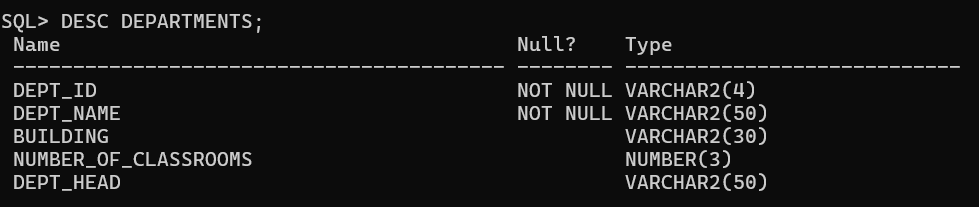 SQL> DESC DEPARTMENTS;
Name Null? Type
----------------------------------------- -------- ----------------------------
DEPT_ID NOT NULL VARCHAR2(4)
DEPT_NAME NOT NULL VARCHAR2(50)
BUILDING VARCHAR2(30)
NUMBER_OF_CLASSROOMS NUMBER(3)
DEPT_HEAD VARCHAR2(50)